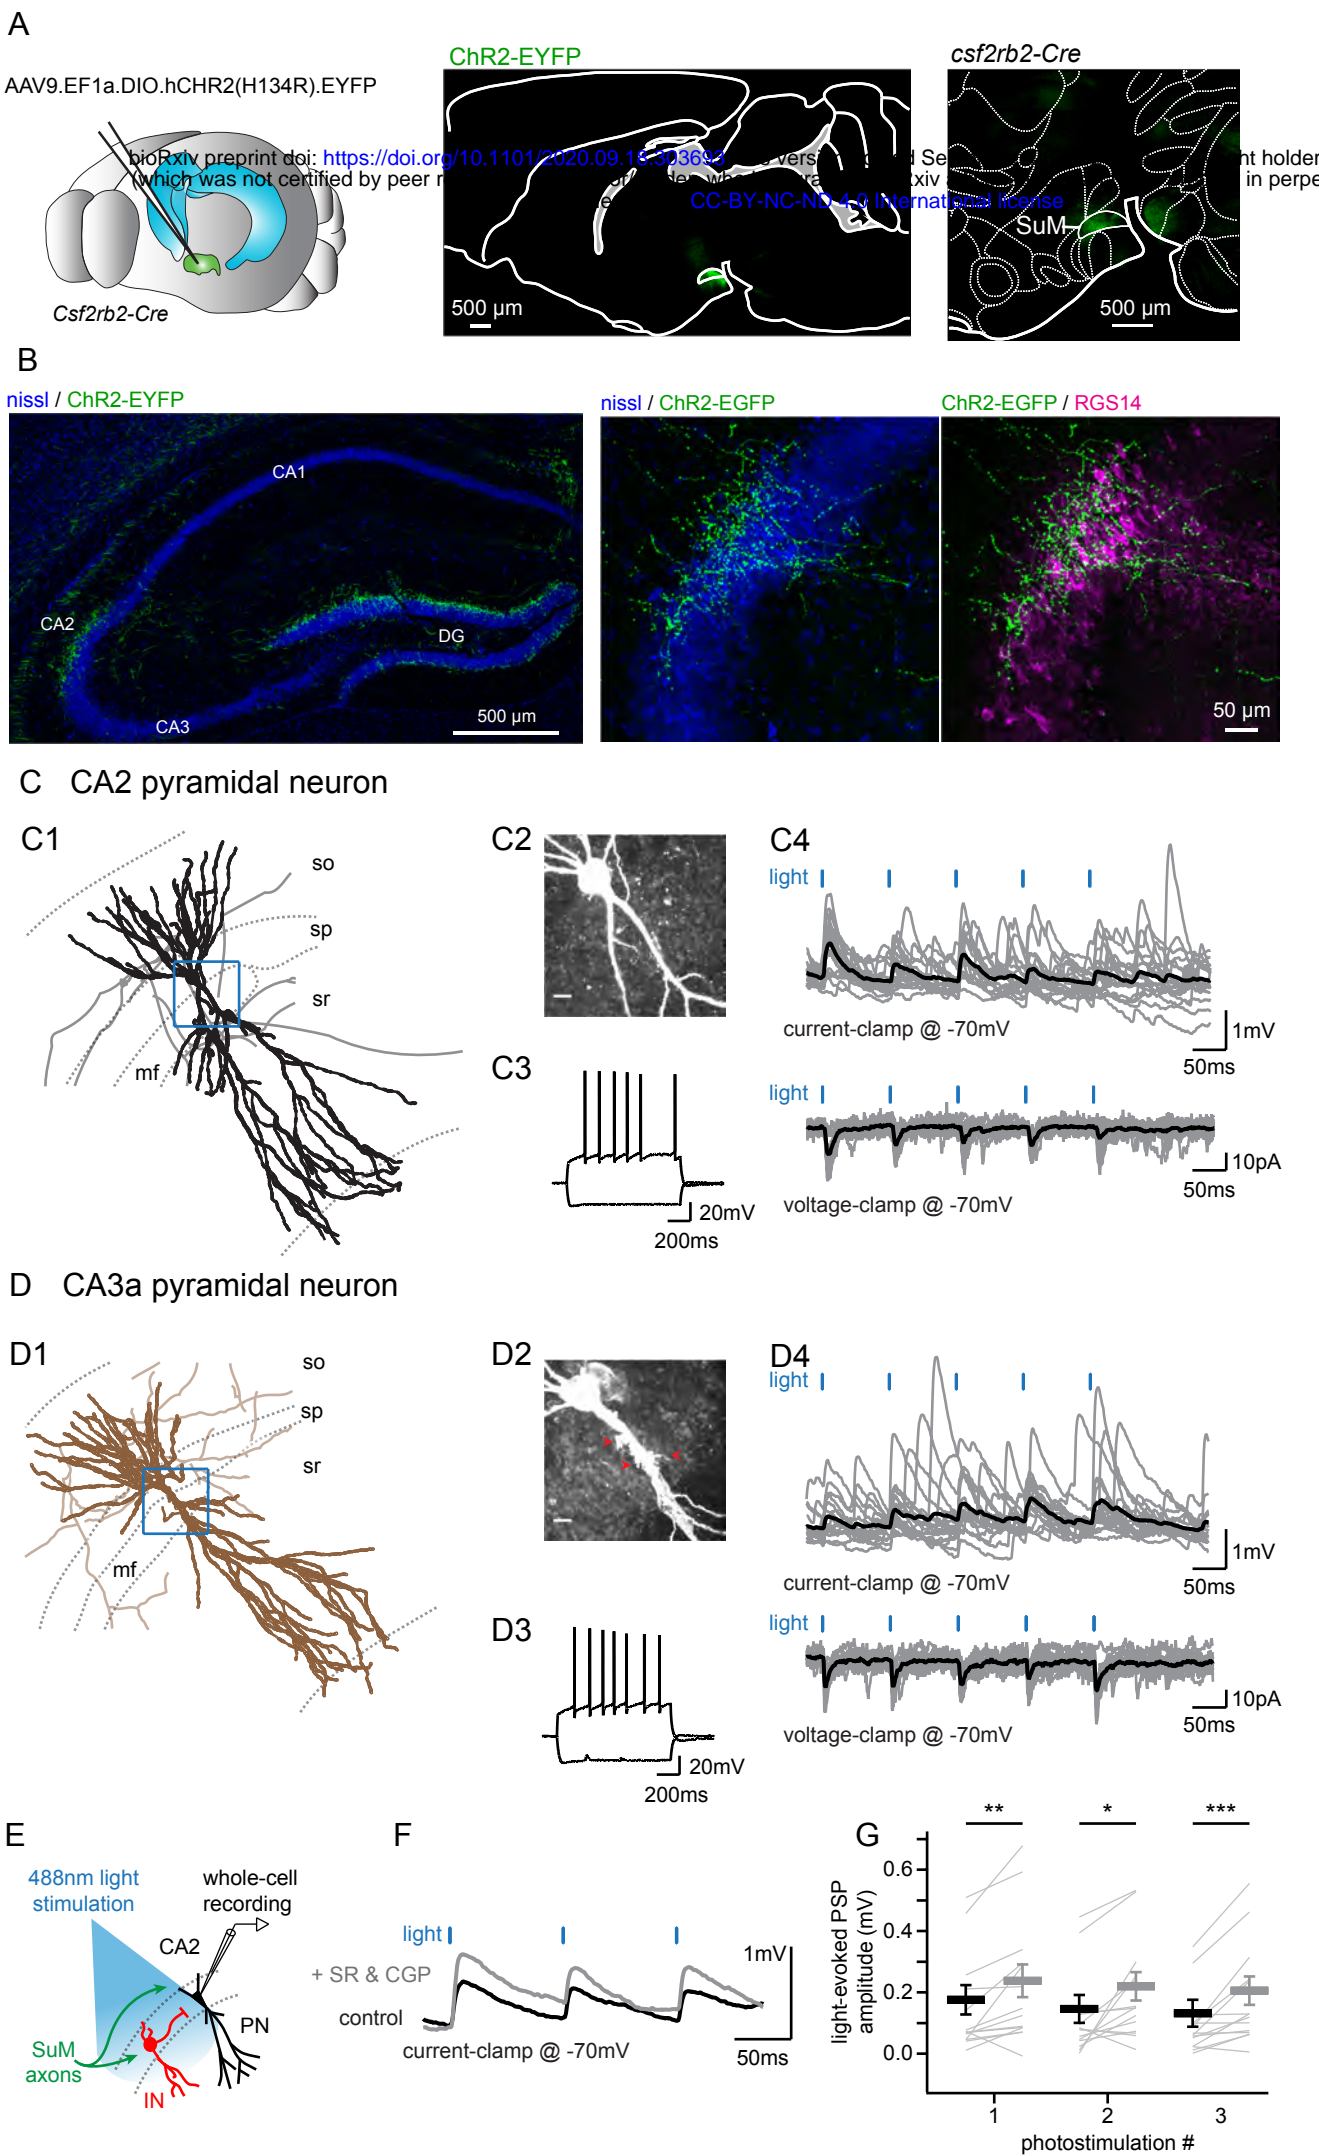 A
AAV9.EF1a.DIO.hCHR2(H134R).EYFP
ChR2-EYFP
csf2rb2-Cre
bioRxiv preprint doi: https://doi.org/10.1101/2020.09.18.303693
ht holder
(which was not certified by peer
in perpe
CC-BY-NC-ND 4.0 International license
SuM
Csf2rb2-Cre
500 µm
500 µm
B
nissl / ChR2-EYFP
nissl / ChR2-EGFP
ChR2-EGFP / RGS14
CA1
CA2
DG
CA3
500 µm
50 µm
C CA2 pyramidal neuron
C1
so
sp
sr
mf
C2
C3
20mV
200ms
C4
light
current-clamp @ -70mV
1mV
50ms
light
10pA
50ms
voltage-clamp @ -70mV
D CA3a pyramidal neuron
D1
so
sp
sr
mf
D2
D3
20mV
200ms
D4
light
current-clamp @ -70mV
1mV
50ms
light
10pA
50ms
voltage-clamp @ -70mV
E
488nm light
stimulation
whole-cell
recording
CA2
PN
SuM
axons
IN
F
light
+ SR & CGP
control
1mV
50ms
current-clamp @ -70mV
G
** * ***
light-evoked PSP
amplitude (mV)
0.6
0.4
0.2
0.0
1 2 3
photostimulation #